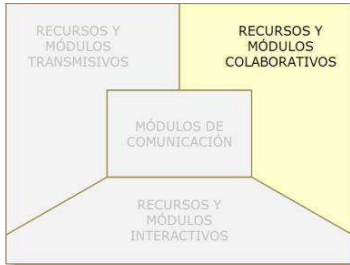 RECURSOS Y
MÓDULOS
TRANSMISIVOS
RECURSOS Y
MÓDULOS
COLABORATIVOS
MÓDULOS DE
COMUNICACIÓN
RECURSOS Y
MÓDULOS
INTERACTIVOS